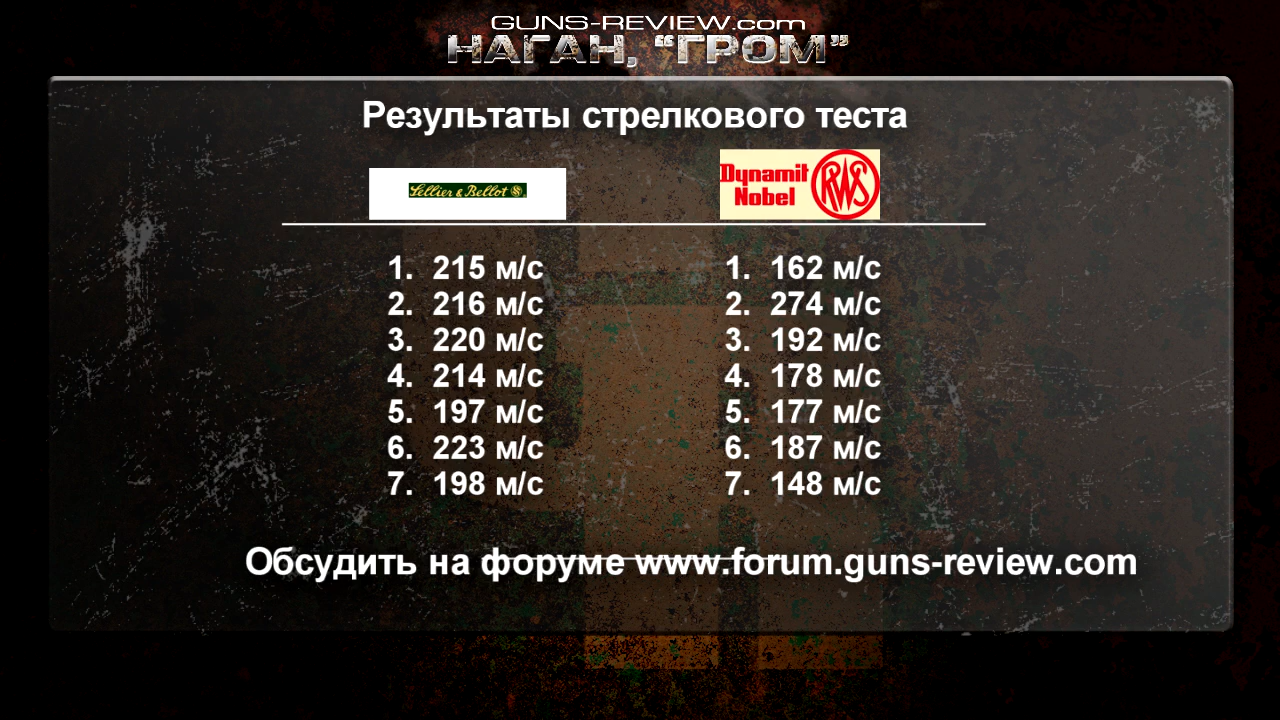 GUNS-REVIEW.com
НАГАН, “ГРОМ”
Результаты стрелкового теста
Sellier & Bellot
Dynamit Nobel RWS
1. 215 м/с
2. 216 м/с
3. 220 м/с
4. 214 м/с
5. 197 м/с
6. 223 м/с
7. 198 м/с
1. 162 м/с
2. 274 м/с
3. 192 м/с
4. 178 м/с
5. 177 м/с
6. 187 м/с
7. 148 м/с
Обсудить на форуме www.forum.guns-review.com